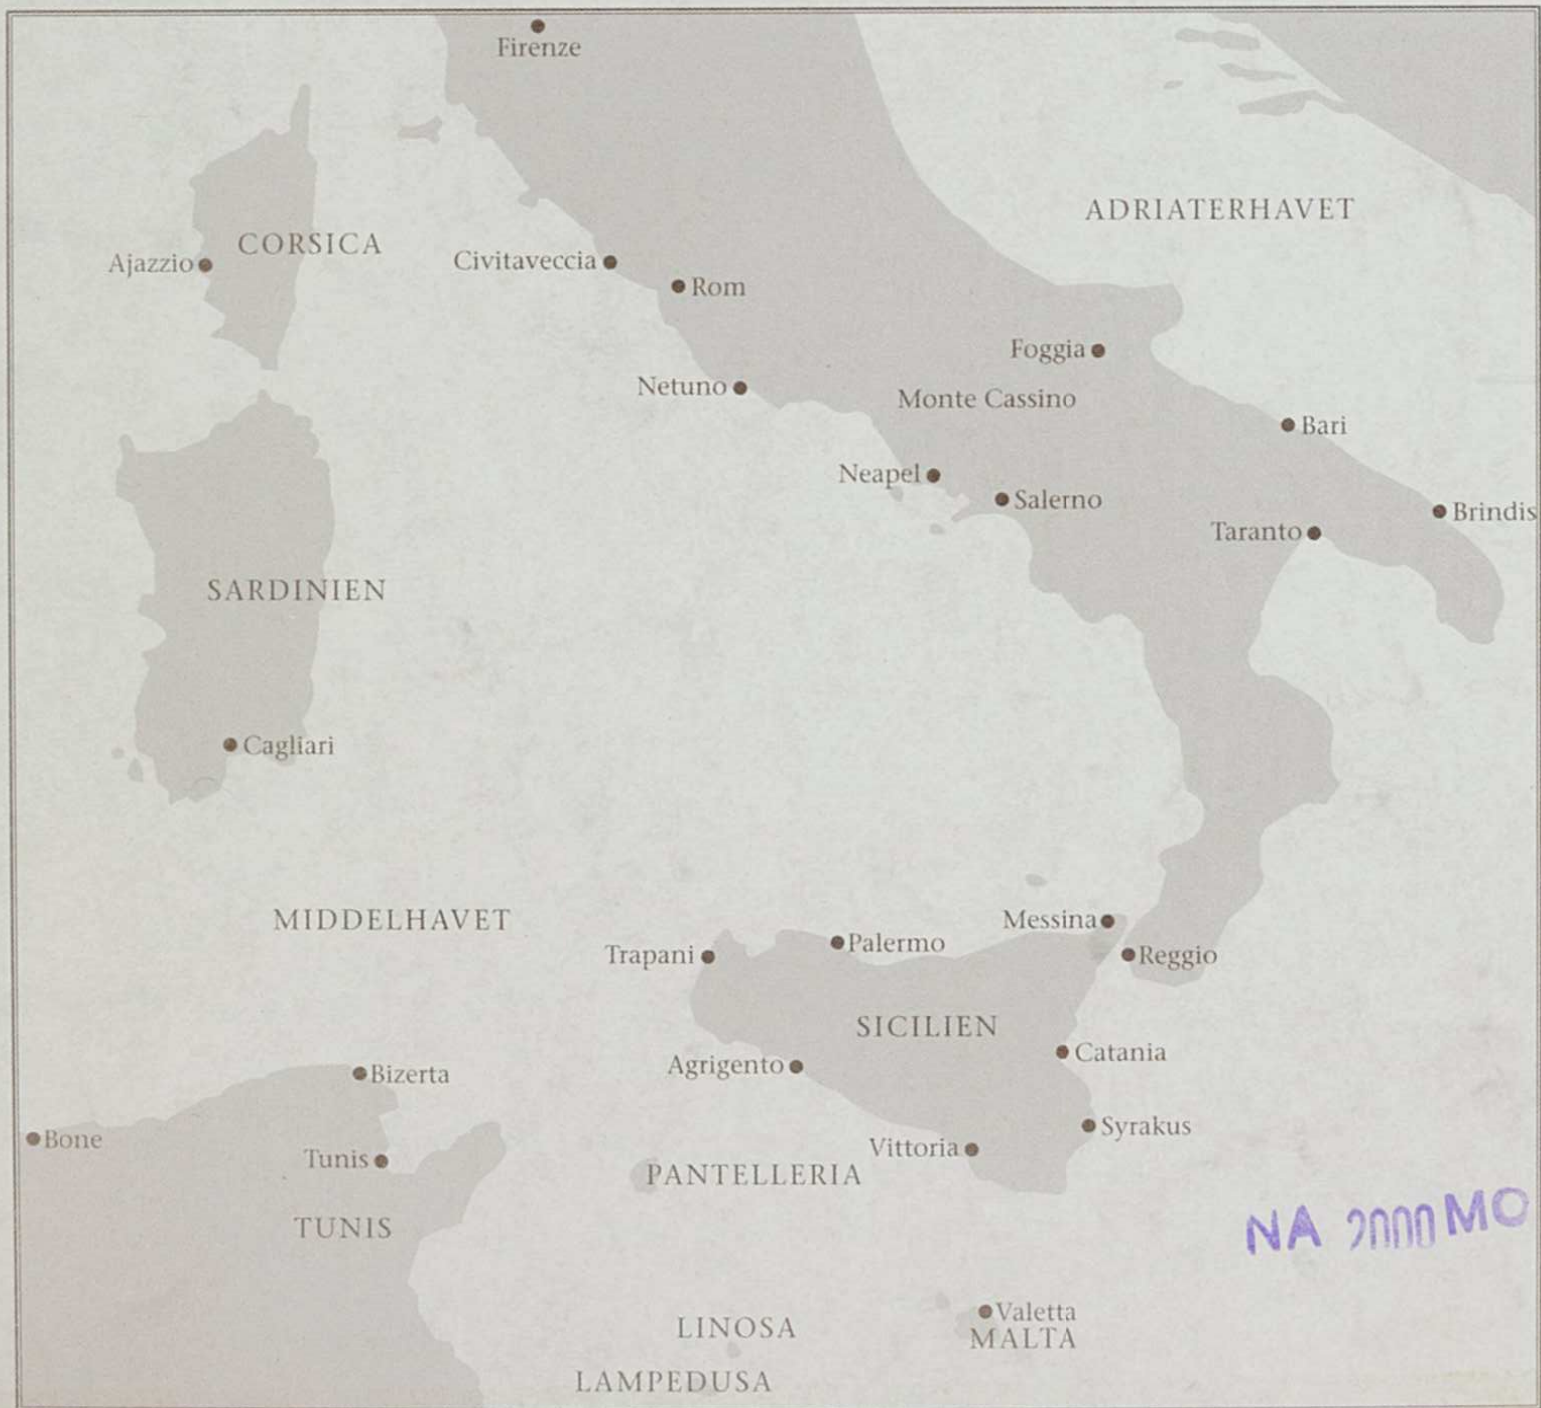 Firenze
ADRIATERHAVET
CORSICA
Ajazzio
Civitaveccia
Rom
Foggia
Netuno
Monte Cassino
Bari
Neapel
Salerno
Brindis
Taranto
SARDINIEN
Cagliari
MIDDELHAVET
Messina
Palermo
Trapani
Reggio
SICILIEN
Catania
Agrigento
Bizerta
Syrakus
Bone
Vittoria
Tunis
PANTELLERIA
TUNIS
NA 2000 MO
Valetta
LINOSA
MALTA
LAMPEDUSA